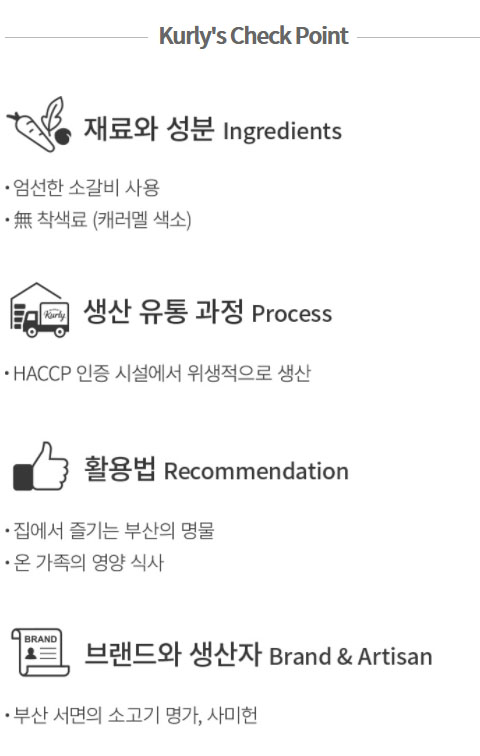 Kurly's Check Point
재료와 성분 Ingredients
• 엄선한 소갈비 사용
• 無 착색료 (캐러멜 색소)
Kurly
생산 유통 과정 Process
• HACCP 인증 시설에서 위생적으로 생산
활용법 Recommendation
• 집에서 즐기는 부산의 명물
• 온 가족의 영양 식사
BRAND
브랜드와 생산자 Brand & Artisan
• 부산 서면의 소고기 명가, 사미헌